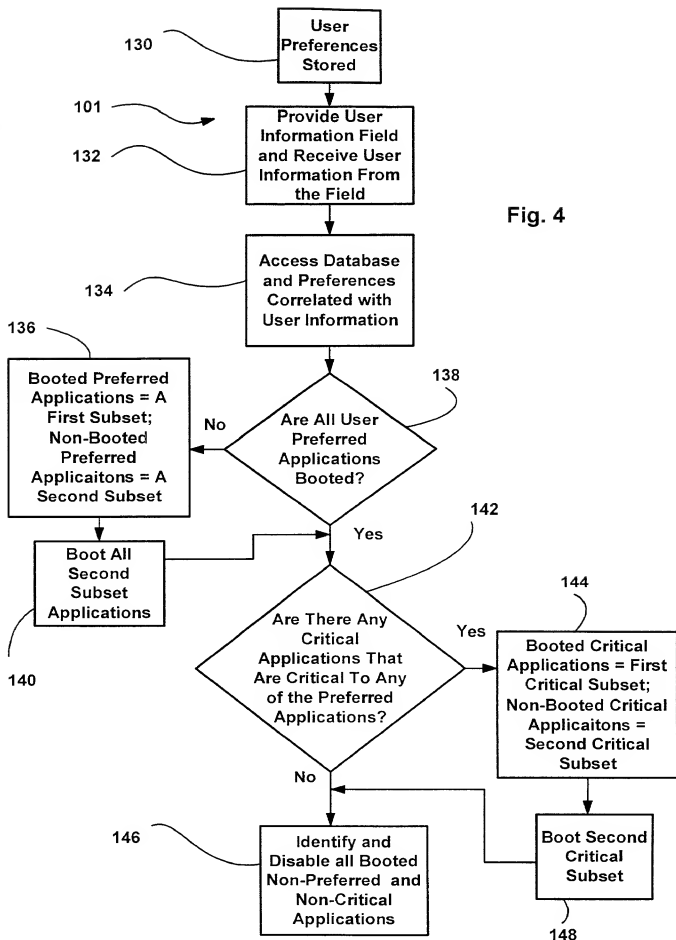 User
Preferences
Stored
130
101
Provide User
Information Field
and Receive User
Information From
the Field
132
Fig. 4
Access Database
and Preferences
Correlated with
User Information
134
136
Booted Preferred
Applications = A
First Subset;
Non-Booted
Preferred
Applicaitons = A
Second Subset
No
138
Are All User
Preferred
Applications
Booted?
Yes
Boot All
Second
Subset
Applications
140
142
Are There Any
Critical
Applications That
Are Critical To Any
of the Preferred
Applications?
Yes
144
Booted Critical
Applications = First
Critical Subset;
Non-Booted Critical
Applicaitons =
Second Critical
Subset
No
146
Identify and
Disable all Booted
Non-Preferred and
Non-Critical
Applications
Boot Second
Critical
Subset
148